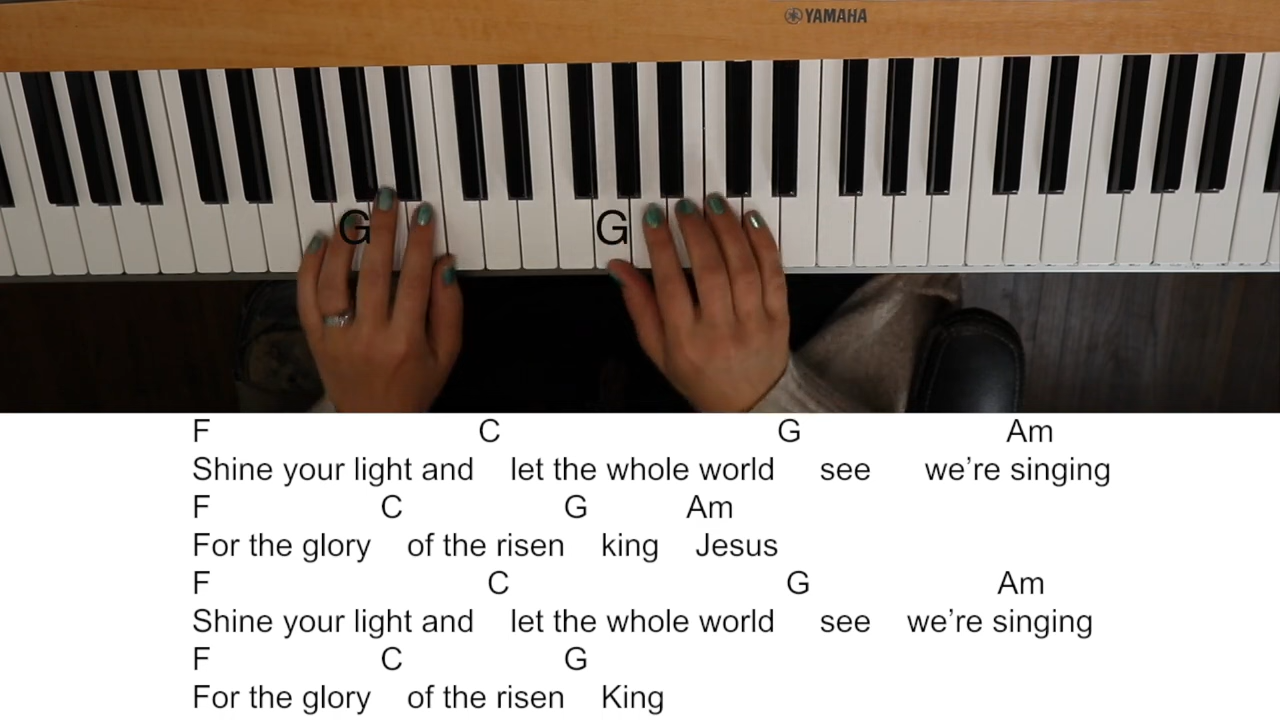 YAMAHA
G G
F C G Am
Shine your light and let the whole world see we're singing
F C G Am
For the glory of the risen king Jesus
F C G Am
Shine your light and let the whole world see we’re singing
F C G
For the glory of the risen King